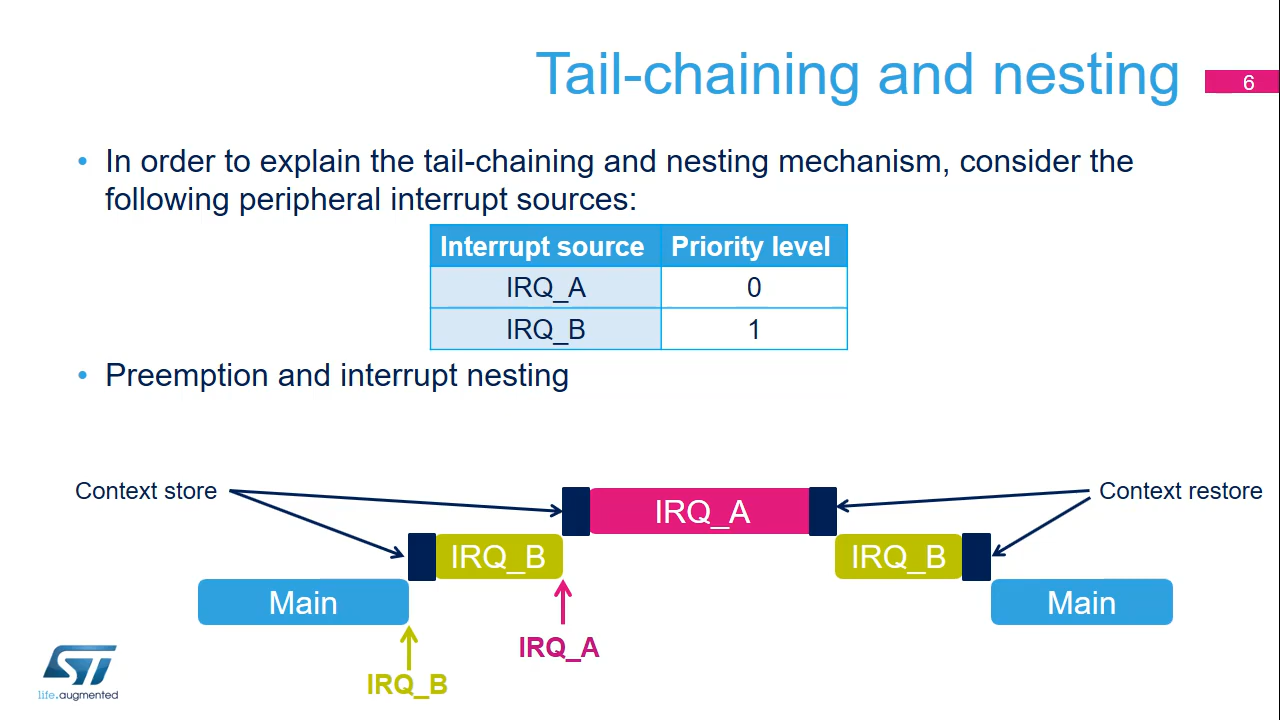 Tail-chaining and nesting
6
• In order to explain the tail-chaining and nesting mechanism, consider the
following peripheral interrupt sources:
Interrupt source Priority level
IRQ_A 0
IRQ_B 1
• Preemption and interrupt nesting
Context store
Context restore
IRQ_A
IRQ_B
IRQ_B
Main
Main
IRQ_A
IRQ_B
ST
life.augmented